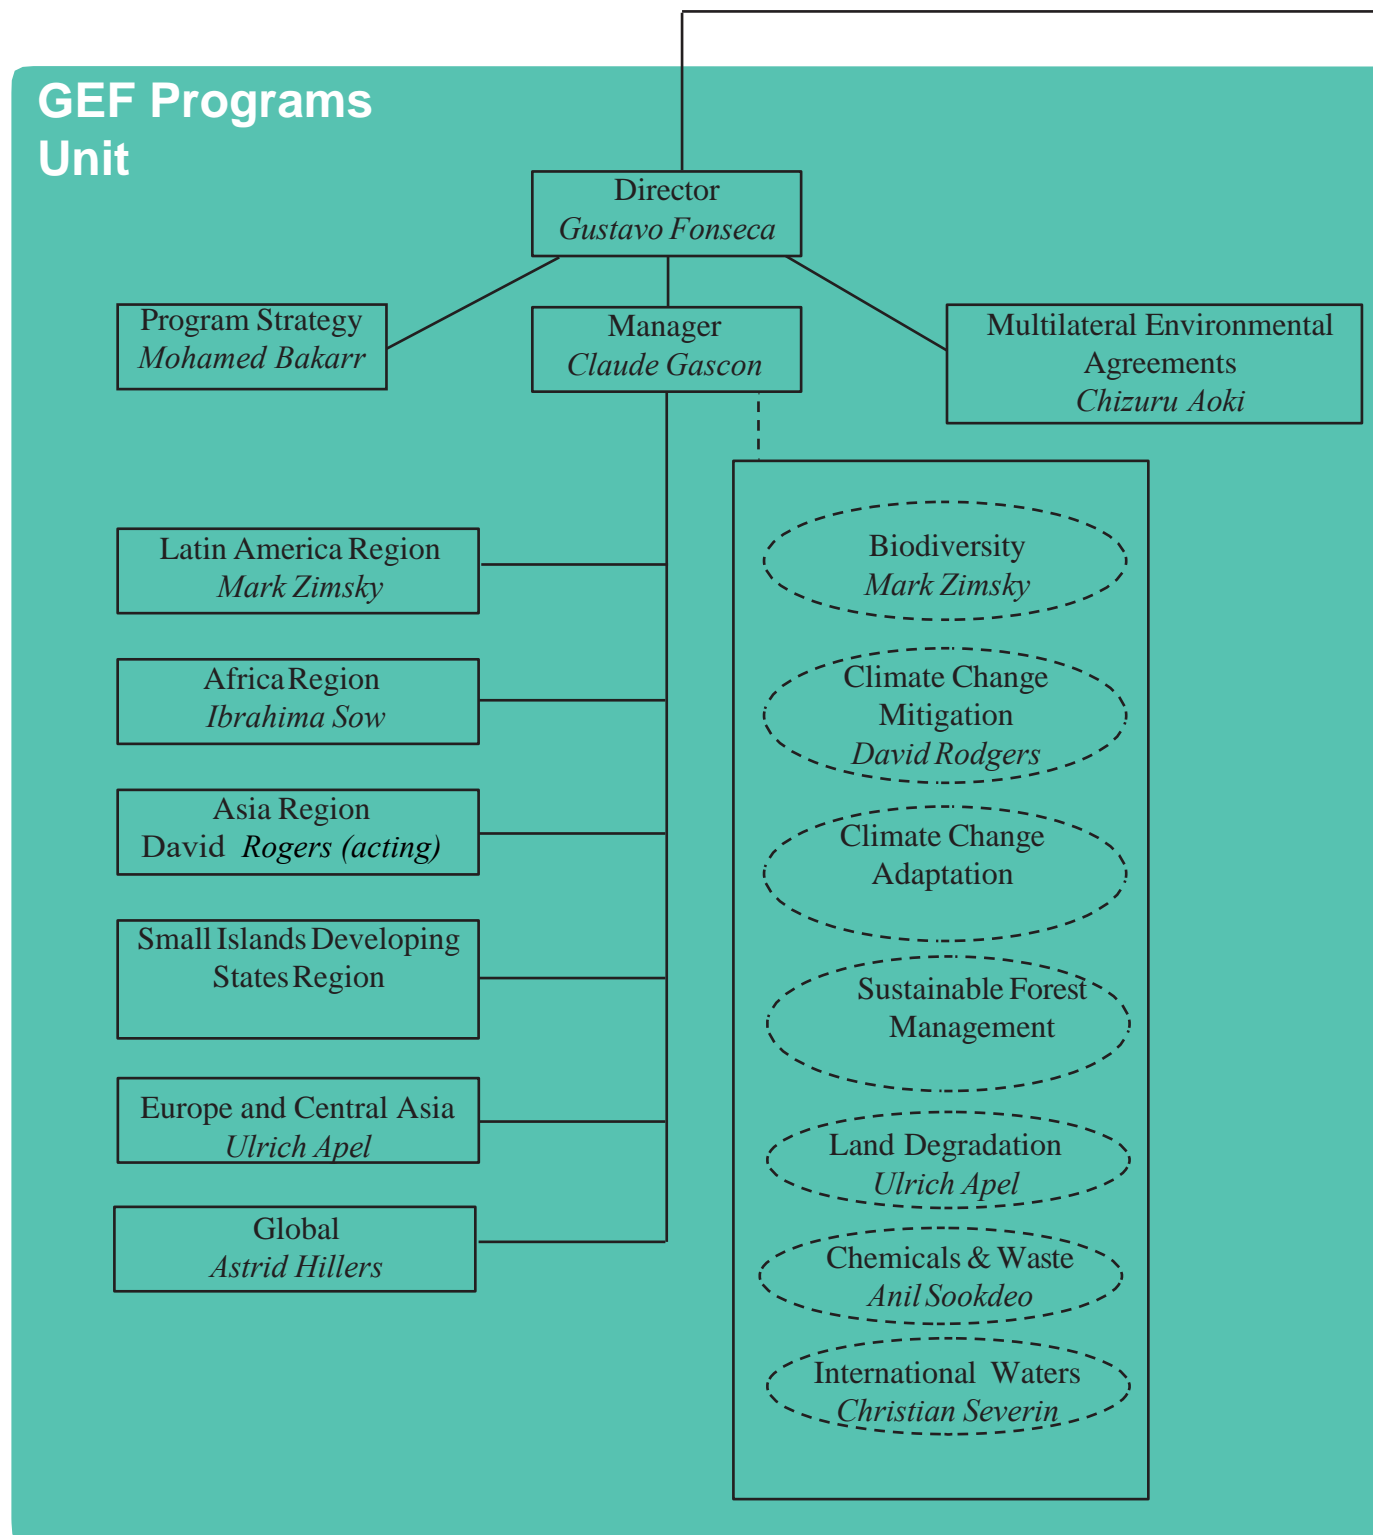 GEF Programs
Unit
Director
Gustavo Fonseca
Program Strategy
Mohamed Bakarr
Manager
Claude Gascon
Multilateral Environmental
Agreements
Chizuru Aoki
Latin America Region
Mark Zimsky
Africa Region
Ibrahima Sow
Asia Region
David Rogers (acting)
Small Islands Developing
States Region
Europe and Central Asia
Ulrich Apel
Global
Astrid Hillers
Biodiversity
Mark Zimsky
Climate Change
Mitigation
David Rodgers
Climate Change
Adaptation
Sustainable Forest
Management
Land Degradation
Ulrich Apel
Chemicals & Waste
Anil Sookdeo
International Waters
Christian Severin